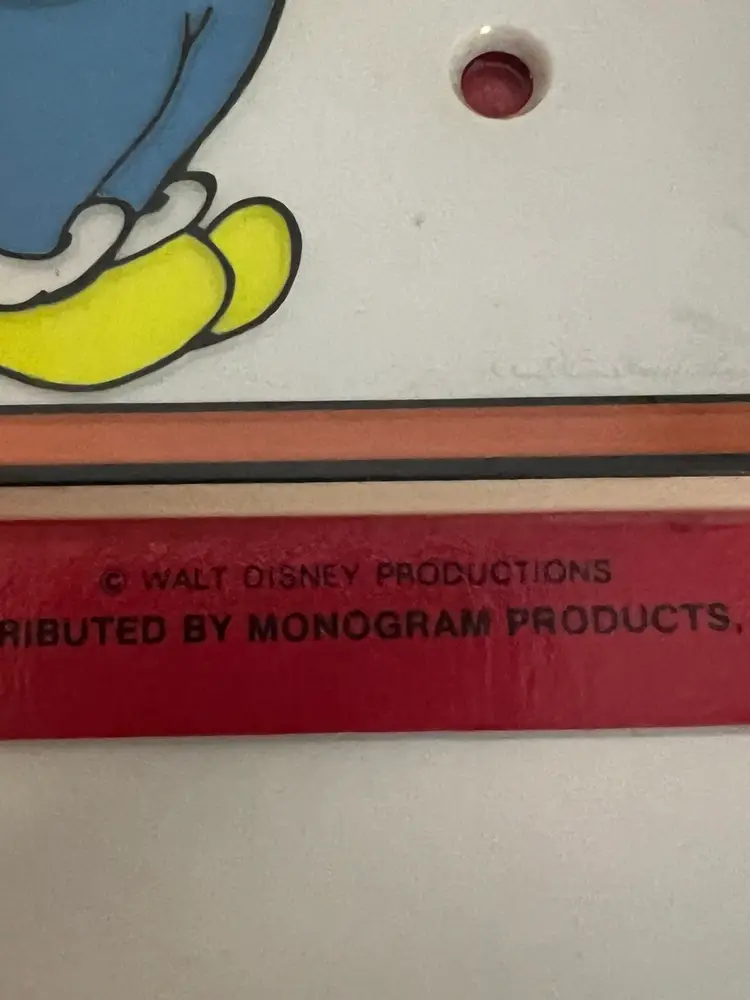 © WALT DISNEY PRODUCTIONS
RIBUTED BY MONOGRAM PRODUCTS,